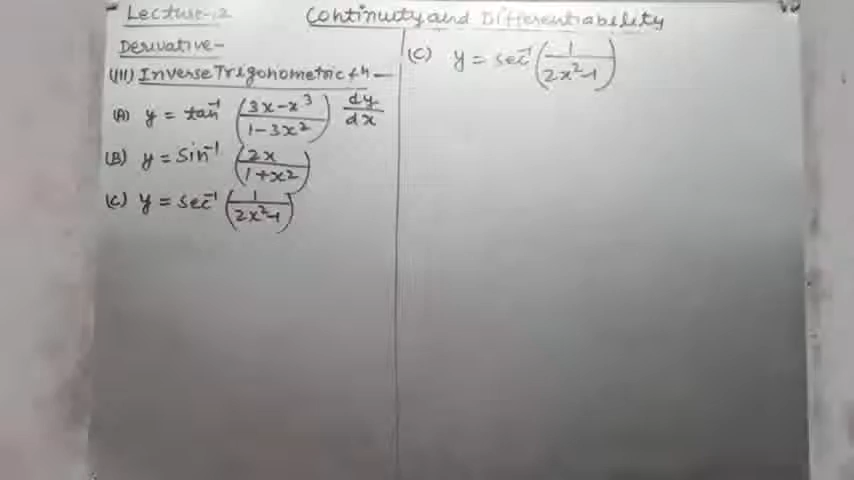 Lecture-2
Continuity and Differentiability
Derivative-
(III) Inverse Trigonometric fn-
(A) y = tan⁻¹ ((3x-x³)/(1-3x²)) dy/dx
(B) y = sin⁻¹ (2x/(1+x²))
(C) y = sec⁻¹ (1/(2x²-1))
(C) y = sec⁻¹ (1/(2x²-1))